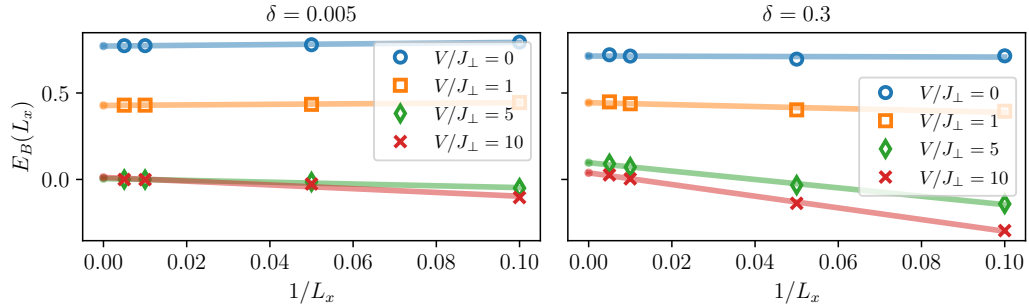 δ = 0.005
δ = 0.3
E_B(L_x)
0.5
0.0
V/J_⊥ = 0
V/J_⊥ = 1
V/J_⊥ = 5
V/J_⊥ = 10
V/J_⊥ = 0
V/J_⊥ = 1
V/J_⊥ = 5
V/J_⊥ = 10
0.00 0.02 0.04 0.06 0.08 0.10
0.00 0.02 0.04 0.06 0.08 0.10
1/L_x
1/L_x